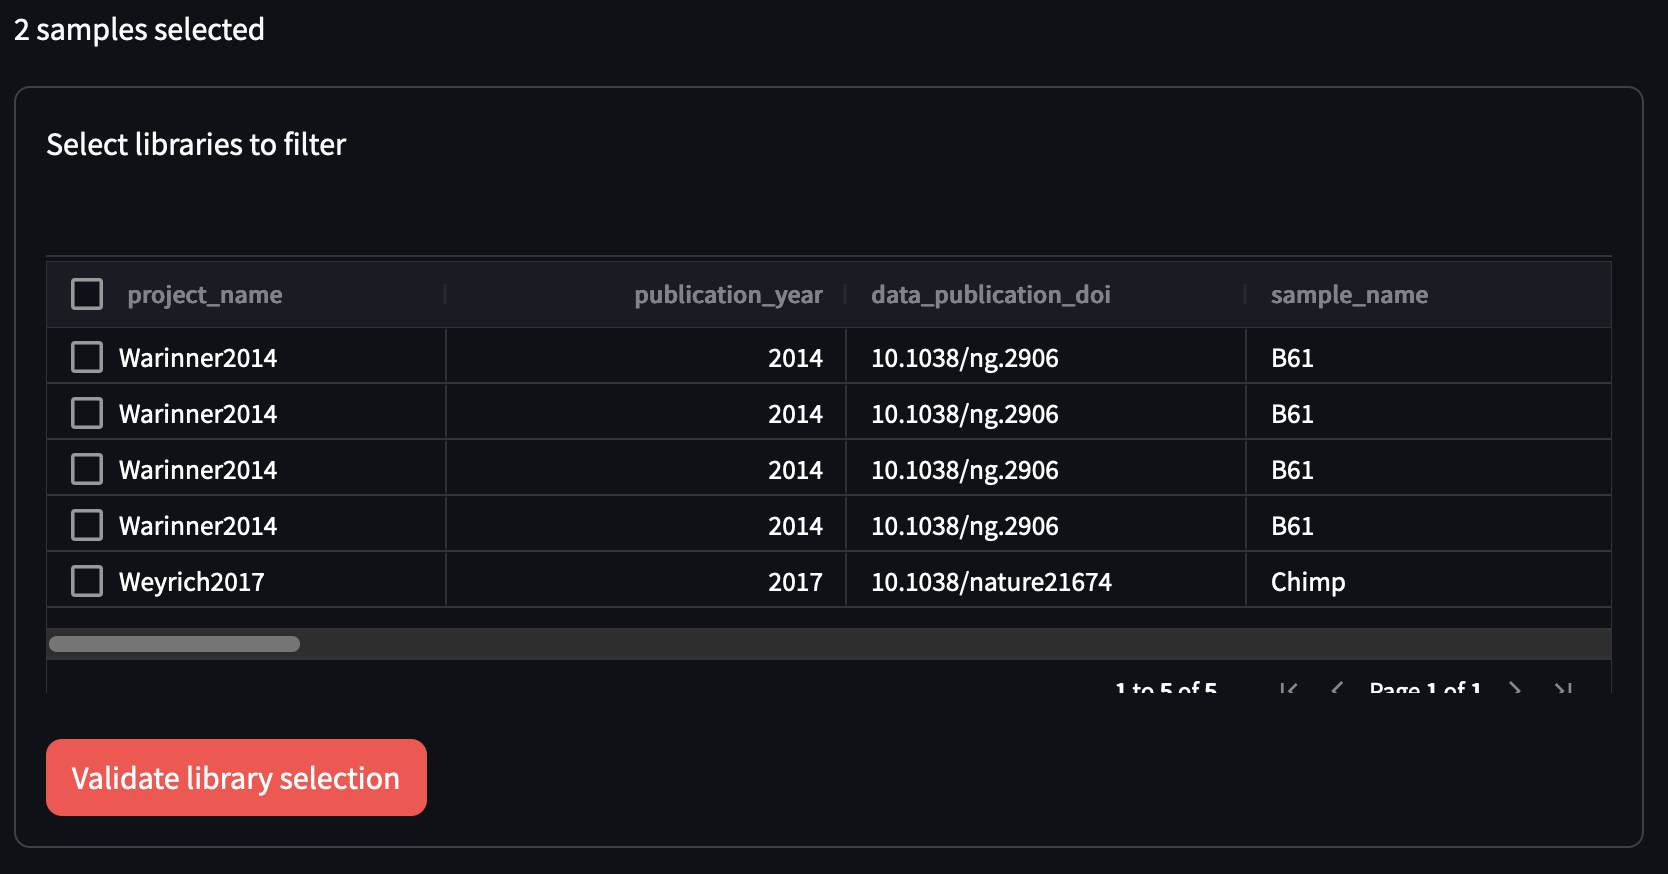 2 samples selected
Select libraries to filter
project_name publication_year data_publication_doi sample_name
Warinner2014 2014 10.1038/ng.2906 B61
Warinner2014 2014 10.1038/ng.2906 B61
Warinner2014 2014 10.1038/ng.2906 B61
Warinner2014 2014 10.1038/ng.2906 B61
Weyrich2017 2017 10.1038/nature21674 Chimp
1 to 5 of 5 Page 1 of 1
Validate library selection